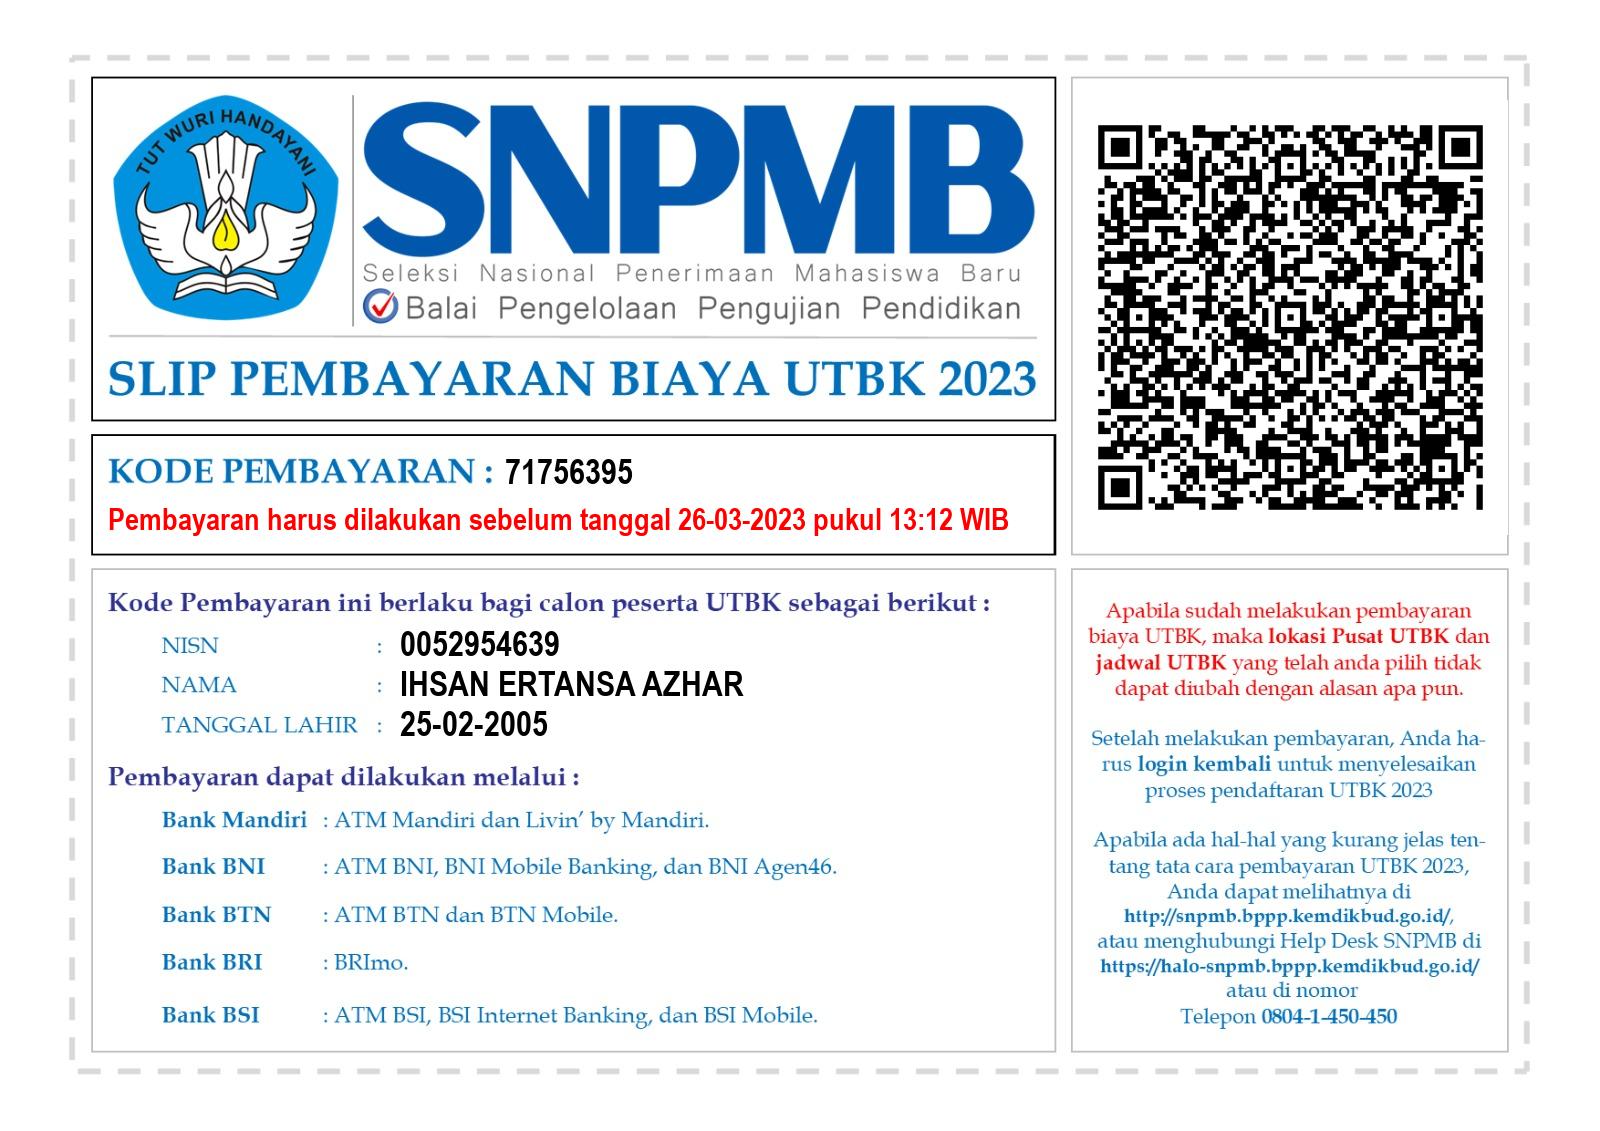 TUT WURI HANDAYANI
SNPMB
Seleksi Nasional Penerimaan Mahasiswa Baru
Balai Pengelolaan Pengujian Pendidikan
SLIP PEMBAYARAN BIAYA UTBK 2023
KODE PEMBAYARAN : 71756395
Pembayaran harus dilakukan sebelum tanggal 26-03-2023 pukul 13:12 WIB
Kode Pembayaran ini berlaku bagi calon peserta UTBK sebagai berikut :
NISN : 0052954639
NAMA : IHSAN ERTANSA AZHAR
TANGGAL LAHIR : 25-02-2005
Pembayaran dapat dilakukan melalui :
Bank Mandiri : ATM Mandiri dan Livin’ by Mandiri.
Bank BNI : ATM BNI, BNI Mobile Banking, dan BNI Agen46.
Bank BTN : ATM BTN dan BTN Mobile.
Bank BRI : BRImo.
Bank BSI : ATM BSI, BSI Internet Banking, dan BSI Mobile.
Apabila sudah melakukan pembayaran
biaya UTBK, maka lokasi Pusat UTBK dan
jadwal UTBK yang telah anda pilih tidak
dapat diubah dengan alasan apa pun.
Setelah melakukan pembayaran, Anda ha-
rus login kembali untuk menyelesaikan
proses pendaftaran UTBK 2023
Apabila ada hal-hal yang kurang jelas ten-
tang tata cara pembayaran UTBK 2023,
Anda dapat melihatnya di
http://snpmb.bppp.kemdikbud.go.id/,
atau menghubungi Help Desk SNPMB di
https://halo-snpmb.bppp.kemdikbud.go.id/
atau di nomor
Telepon 0804-1-450-450